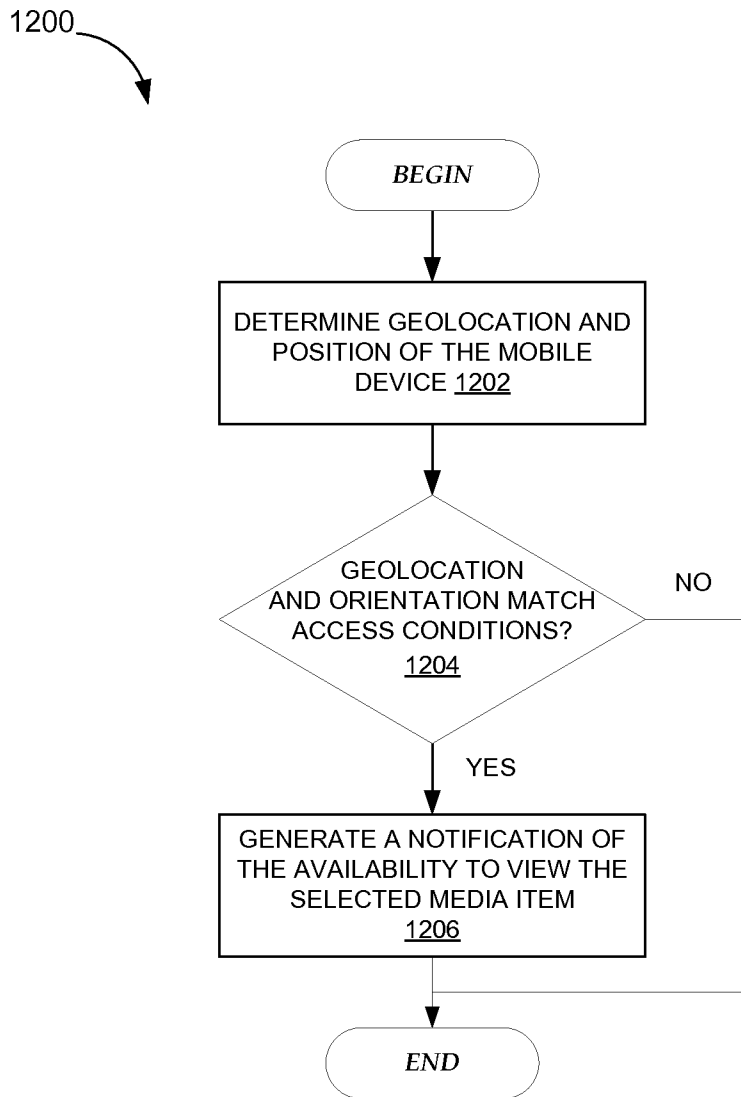 1200
BEGIN
DETERMINE GEOLOCATION AND
POSITION OF THE MOBILE
DEVICE 1202
GEOLOCATION
AND ORIENTATION MATCH
ACCESS CONDITIONS?
1204
NO
YES
GENERATE A NOTIFICATION OF
THE AVAILABILITY TO VIEW THE
SELECTED MEDIA ITEM
1206
END